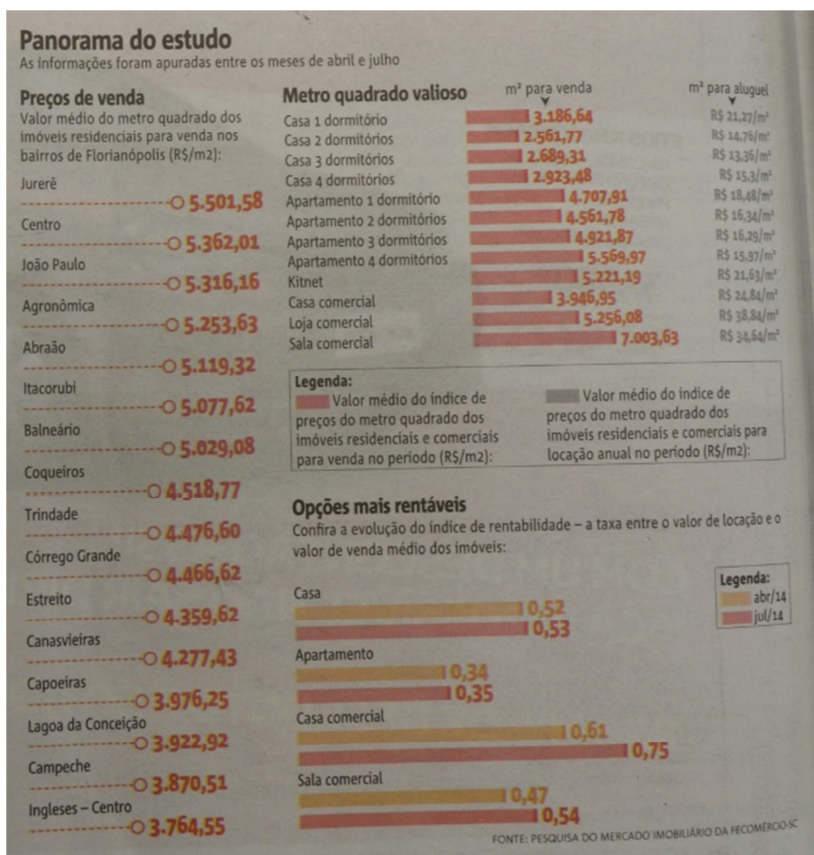 Panorama do estudo
As informações foram apuradas entre os meses de abril e julho
Preços de venda
Valor médio do metro quadrado dos
imóveis residenciais para venda nos
bairros de Florianópolis (R$/m2):
Jurerê
5.501,58
Centro
5.362,01
João Paulo
5.316,16
Agronômica
5.253,63
Abraão
5.119,32
Itacorubi
5.077,62
Balneário
5.029,08
Coqueiros
4.518,77
Trindade
4.476,60
Córrego Grande
4.466,62
Estreito
4.359,62
Canasvieiras
4.277,43
Capoeiras
3.976,25
Lagoa da Conceição
3.922,92
Campeche
3.870,51
Ingleses – Centro
3.764,55
Metro quadrado valioso m² para venda m² para aluguel
Casa 1 dormitório 3.186,64 R$ 21,27/m²
Casa 2 dormitórios 2.561,77 R$ 14,76/m²
Casa 3 dormitórios 2.689,31 R$ 13,36/m²
Casa 4 dormitórios 2.923,48 R$ 15,3/m²
Apartamento 1 dormitório 4.707,91 R$ 18,48/m²
Apartamento 2 dormitórios 4.561,78 R$ 16,34/m²
Apartamento 3 dormitórios 4.921,87 R$ 16,29/m²
Apartamento 4 dormitórios 5.569,97 R$ 15,97/m²
Kitnet 5.221,19 R$ 21,63/m²
Casa comercial 3.946,95 R$ 24,84/m²
Loja comercial 5.256,08 R$ 38,84/m²
Sala comercial 7.003,63 R$ 34,64/m²
Legenda:
Valor médio do índice de
preços do metro quadrado dos
imóveis residenciais e comerciais
para venda no período (R$/m2):
Valor médio do índice de
preços do metro quadrado dos
imóveis residenciais e comerciais para
locação anual no período (R$/m2):
Opções mais rentáveis
Confira a evolução do índice de rentabilidade – a taxa entre o valor de locação e o
valor de venda médio dos imóveis:
Legenda:
abr/14
jul/14
Casa
0,52
0,53
Apartamento
0,34
0,35
Casa comercial
0,61
0,75
Sala comercial
0,47
0,54
FONTE: PESQUISA DO MERCADO IMOBILIÁRIO DA FECOMÉRCIO-SC